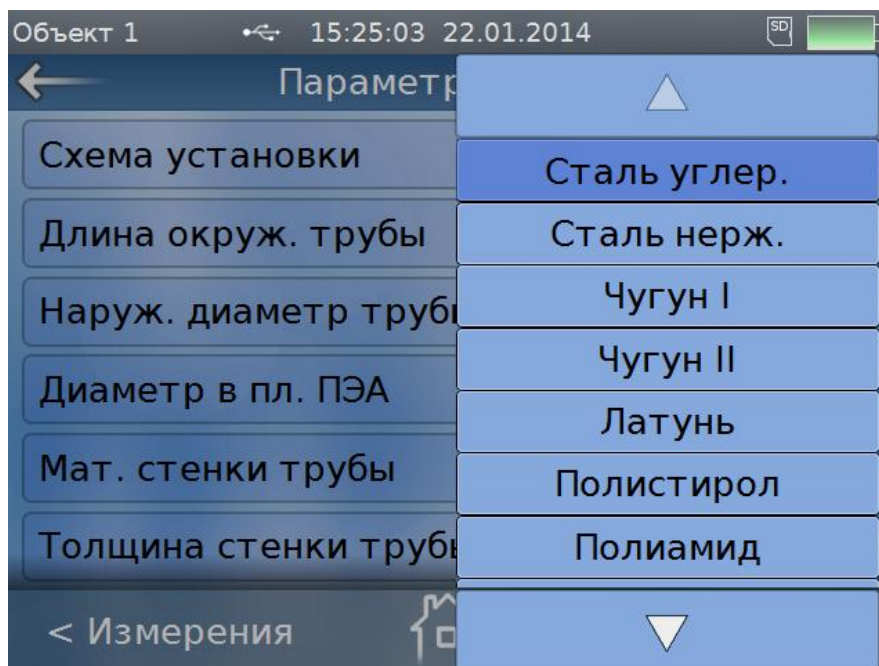 Объект 1 15:25:03 22.01.2014 SD
Параметр
Схема установки
Длина окруж. трубы
Наруж. диаметр трубы
Диаметр в пл. ПЭА
Мат. стенки трубы
Толщина стенки трубы
< Измерения
Сталь углер.
Сталь нерж.
Чугун I
Чугун II
Латунь
Полистирол
Полиамид